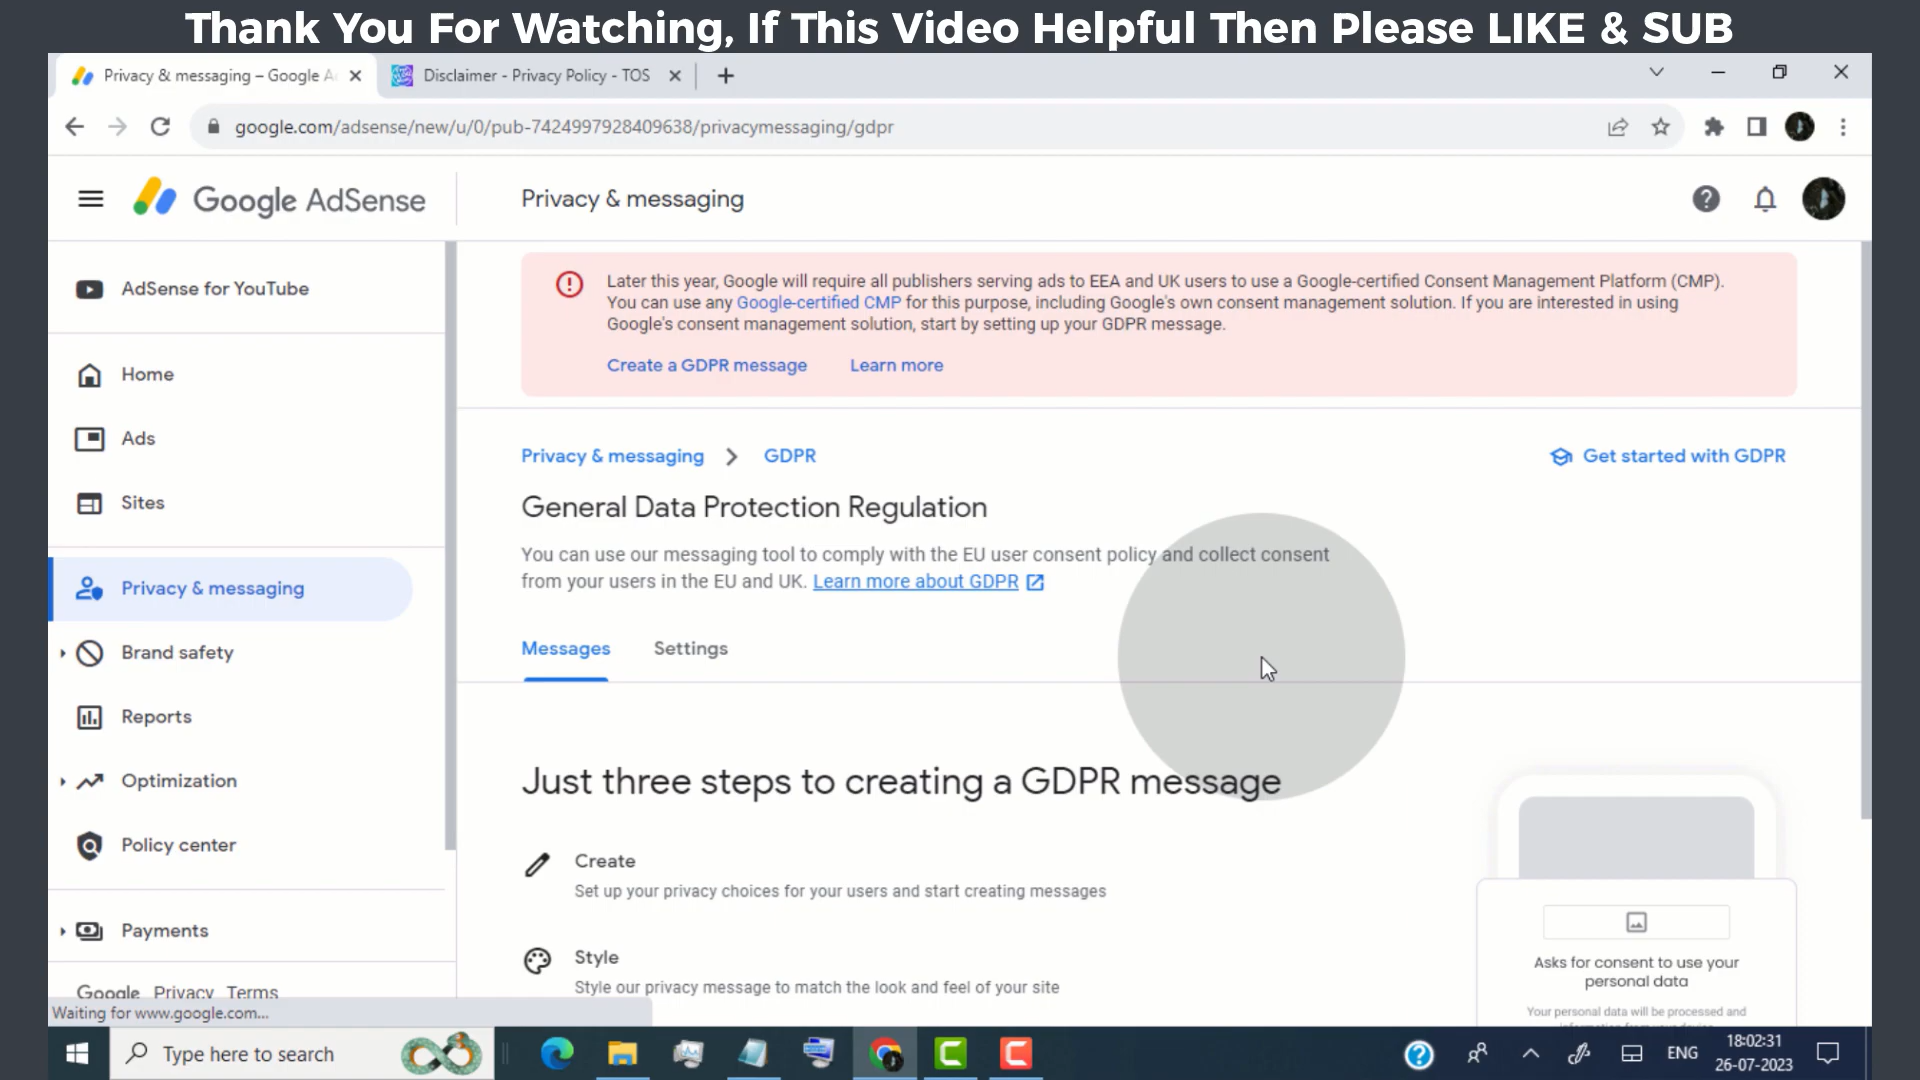 Thank You For Watching, If This Video Helpful Then Please LIKE & SUB
Privacy & messaging – Google A
Disclaimer - Privacy Policy - TOS
google.com/adsense/new/u/0/pub-7424997928409638/privacymessaging/gdpr
Google AdSense
Privacy & messaging
AdSense for YouTube
Home
Ads
Sites
Privacy & messaging
Brand safety
Reports
Optimization
Policy center
Payments
Google Privacy Terms
Waiting for www.google.com...
Later this year, Google will require all publishers serving ads to EEA and UK users to use a Google-certified Consent Management Platform (CMP).
You can use any Google-certified CMP for this purpose, including Google's own consent management solution. If you are interested in using
Google's consent management solution, start by setting up your GDPR message.
Create a GDPR message Learn more
Privacy & messaging GDPR
Get started with GDPR
General Data Protection Regulation
You can use our messaging tool to comply with the EU user consent policy and collect consent
from your users in the EU and UK. Learn more about GDPR
Messages Settings
Just three steps to creating a GDPR message
Create
Set up your privacy choices for your users and start creating messages
Style
Style our privacy message to match the look and feel of your site
Asks for consent to use your
personal data
Your personal data will be processed and
Type here to search
ENG
18:02:31
26-07-2023